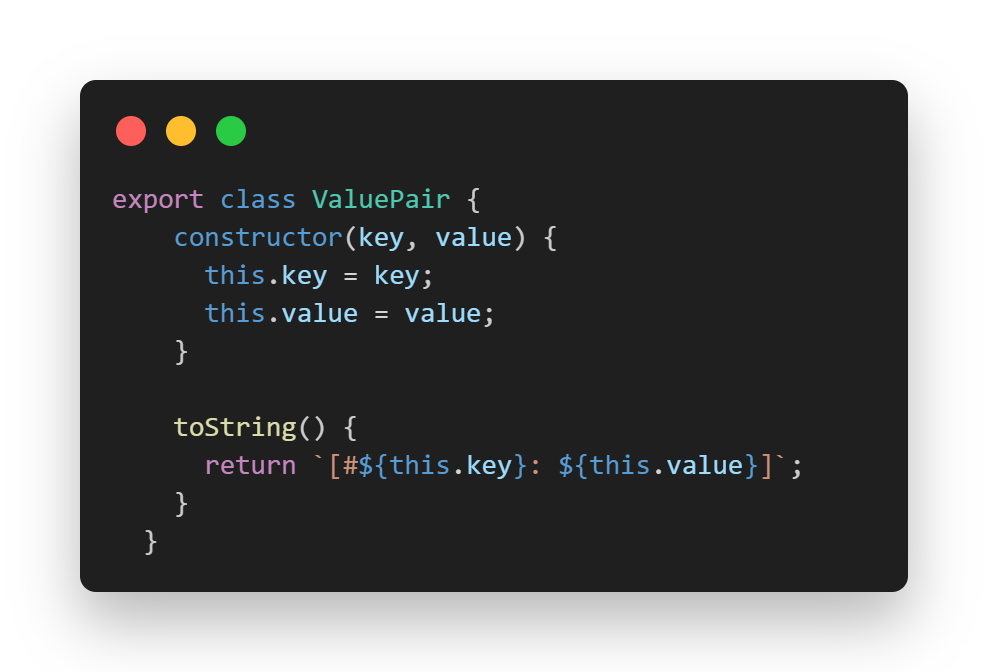 export class ValuePair {
    constructor(key, value) {
      this.key = key;
      this.value = value;
    }

    toString() {
      return `[#${this.key}: ${this.value}]`;
    }
  }